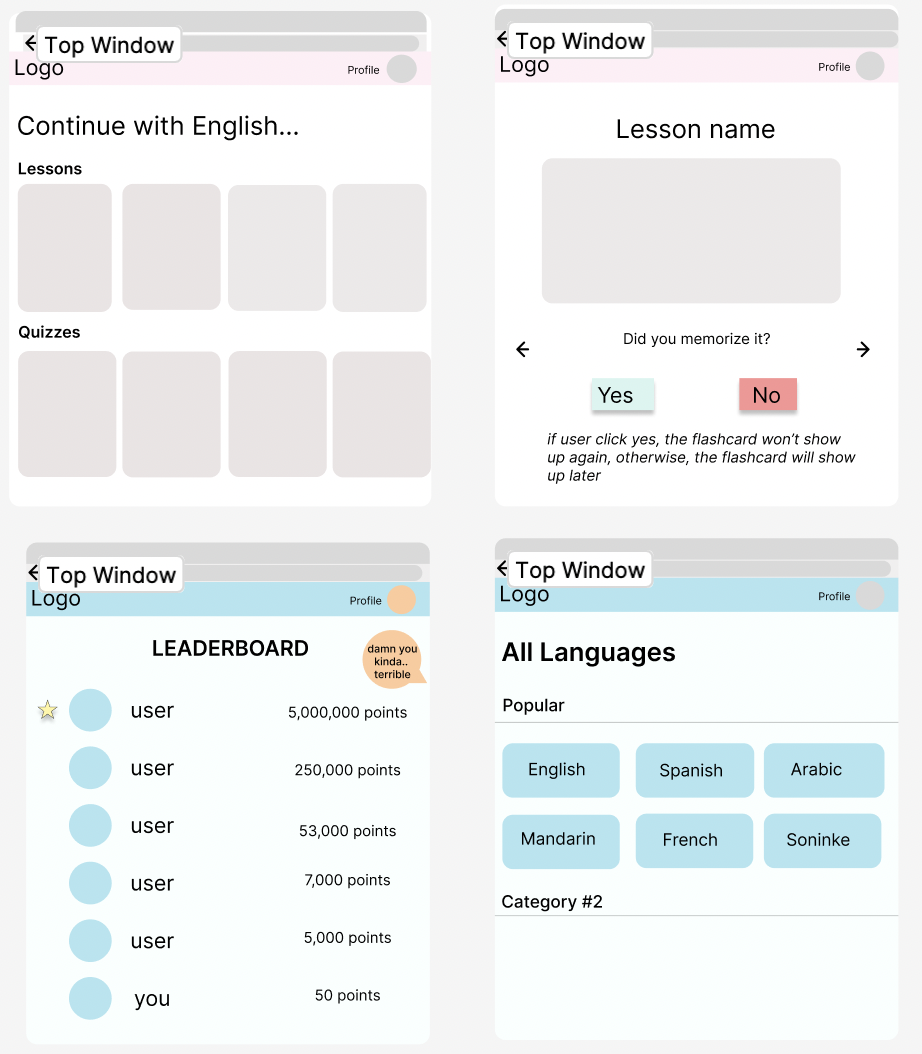 Top Window
Logo
Profile
Continue with English...
Lessons
Quizzes
Top Window
Logo
Profile
Lesson name
Did you memorize it?
Yes
No
if user click yes, the flashcard won’t show
up again, otherwise, the flashcard will show
up later
Top Window
Logo
Profile
LEADERBOARD
damn you
kinda..
terrible
user 5,000,000 points
user 250,000 points
user 53,000 points
user 7,000 points
user 5,000 points
you 50 points
Top Window
Logo
Profile
All Languages
Popular
English Spanish Arabic
Mandarin French Soninke
Category #2